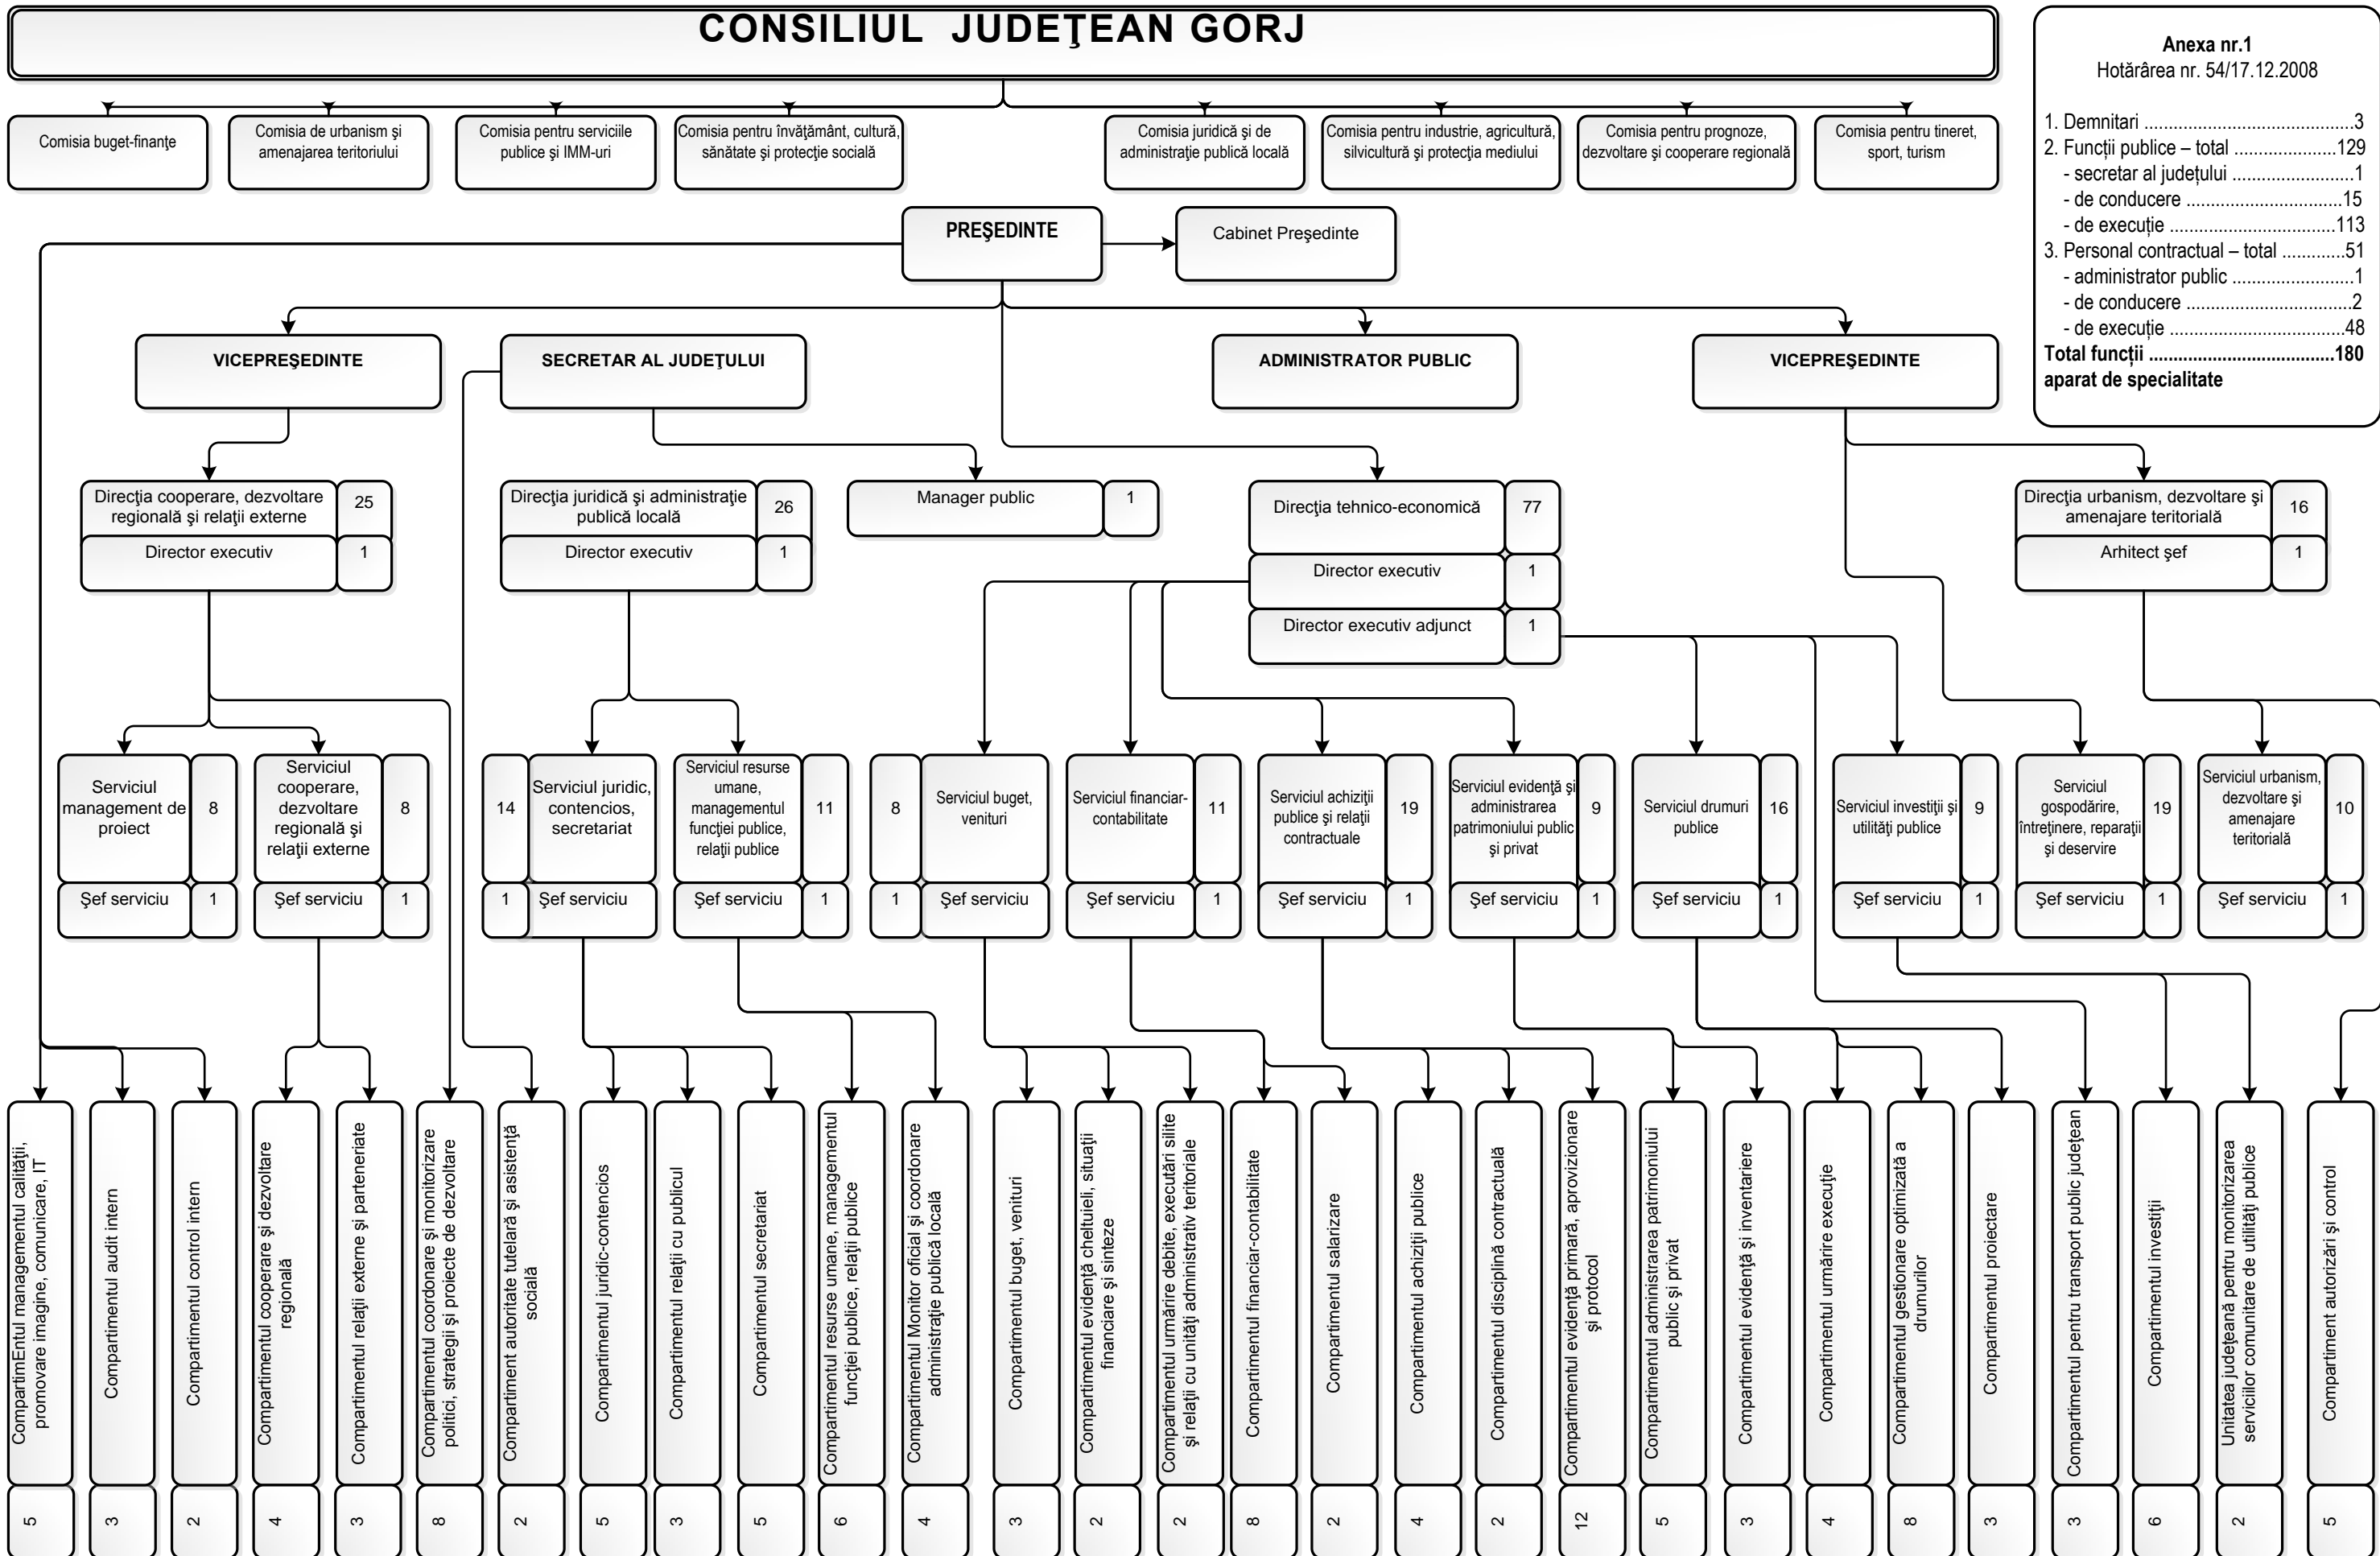 CONSILIUL JUDEŢEAN GORJ
Anexa nr.1
Hotărârea nr. 54/17.12.2008
1. Demnitari ............................................3
2. Funcții publice – total .....................129
- secretar al județului .........................1
- de conducere ................................15
- de execuție ..................................113
3. Personal contractual – total .............51
- administrator public .........................1
- de conducere ..................................2
- de execuție ....................................48
Total funcții ......................................180
aparat de specialitate
Comisia buget-finanţe
Comisia de urbanism şi
amenajarea teritoriului
Comisia pentru serviciile
publice şi IMM-uri
Comisia pentru învăţământ, cultură,
sănătate şi protecţie socială
Comisia juridică şi de
administraţie publică locală
Comisia pentru industrie, agricultură,
silvicultură şi protecţia mediului
Comisia pentru prognoze,
dezvoltare şi cooperare regională
Comisia pentru tineret,
sport, turism
PREŞEDINTE
Cabinet Preşedinte
VICEPREŞEDINTE
SECRETAR AL JUDEŢULUI
ADMINISTRATOR PUBLIC
VICEPREŞEDINTE
Direcţia cooperare, dezvoltare
regională şi relaţii externe
25
Director executiv
1
Direcţia juridică şi administraţie
publică locală
26
Director executiv
1
Manager public
1
Direcţia tehnico-economică
77
Director executiv
1
Director executiv adjunct
1
Direcţia urbanism, dezvoltare şi
amenajare teritorială
16
Arhitect şef
1
Serviciul
management de
proiect
8
Şef serviciu
1
Serviciul
cooperare,
dezvoltare
regională şi
relaţii externe
8
Şef serviciu
1
14
Serviciul juridic,
contencios,
secretariat
1
Şef serviciu
Serviciul resurse
umane,
managementul
funcţiei publice,
relaţii publice
11
Şef serviciu
1
8
Serviciul buget,
venituri
1
Şef serviciu
Serviciul financiar-
contabilitate
11
Şef serviciu
1
Serviciul achiziţii
publice şi relaţii
contractuale
19
Şef serviciu
1
Serviciul evidenţă şi
administrarea
patrimoniului public
şi privat
9
Şef serviciu
1
Serviciul drumuri
publice
16
Şef serviciu
1
Serviciul investiţii şi
utilităţi publice
9
Şef serviciu
1
Serviciul
gospodărire,
întreţinere, reparaţii
şi deservire
19
Şef serviciu
1
Serviciul urbanism,
dezvoltare şi
amenajare
teritorială
10
Şef serviciu
1
CompartimEntul managementul calităţii,
promovare imagine, comunicare, IT
5
Compartimentul audit intern
3
Compartimentul control intern
2
Compartimentul cooperare şi dezvoltare
regională
4
Compartimentul relaţii externe şi parteneriate
3
Compartimentul coordonare şi monitorizare
politici, strategii şi proiecte de dezvoltare
8
Compartiment autoritate tutelară şi asistenţă
socială
2
Compartimentul juridic-contencios
5
Compartimentul relaţii cu publicul
3
Compartimentul secretariat
5
Compartimentul resurse umane, managementul
funcţiei publice, relaţii publice
6
Compartimentul Monitor oficial şi coordonare
administraţie publică locală
4
Compartimentul buget, venituri
3
Compartimentul evidenţă cheltuieli, situaţii
financiare şi sinteze
2
Compartimentul urmărire debite, executări silite
şi relaţii cu unităţi administrativ teritoriale
2
Compartimentul financiar-contabilitate
8
Compartimentul salarizare
2
Compartimentul achiziţii publice
4
Compartimentul disciplină contractuală
2
Compartimentul evidenţă primară, aprovizionare
şi protocol
12
Compartimentul administrarea patrimoniului
public şi privat
5
Compartimentul evidenţă şi inventariere
3
Compartimentul urmărire execuţie
4
Compartimentul gestionare optimizată a
drumurilor
8
Compartimentul proiectare
3
Compartimentul pentru transport public judeţean
3
Compartimentul investiţii
6
Unitatea judeţeană pentru monitorizarea
serviciilor comunitare de utilităţi publice
2
Compartiment autorizări şi control
5